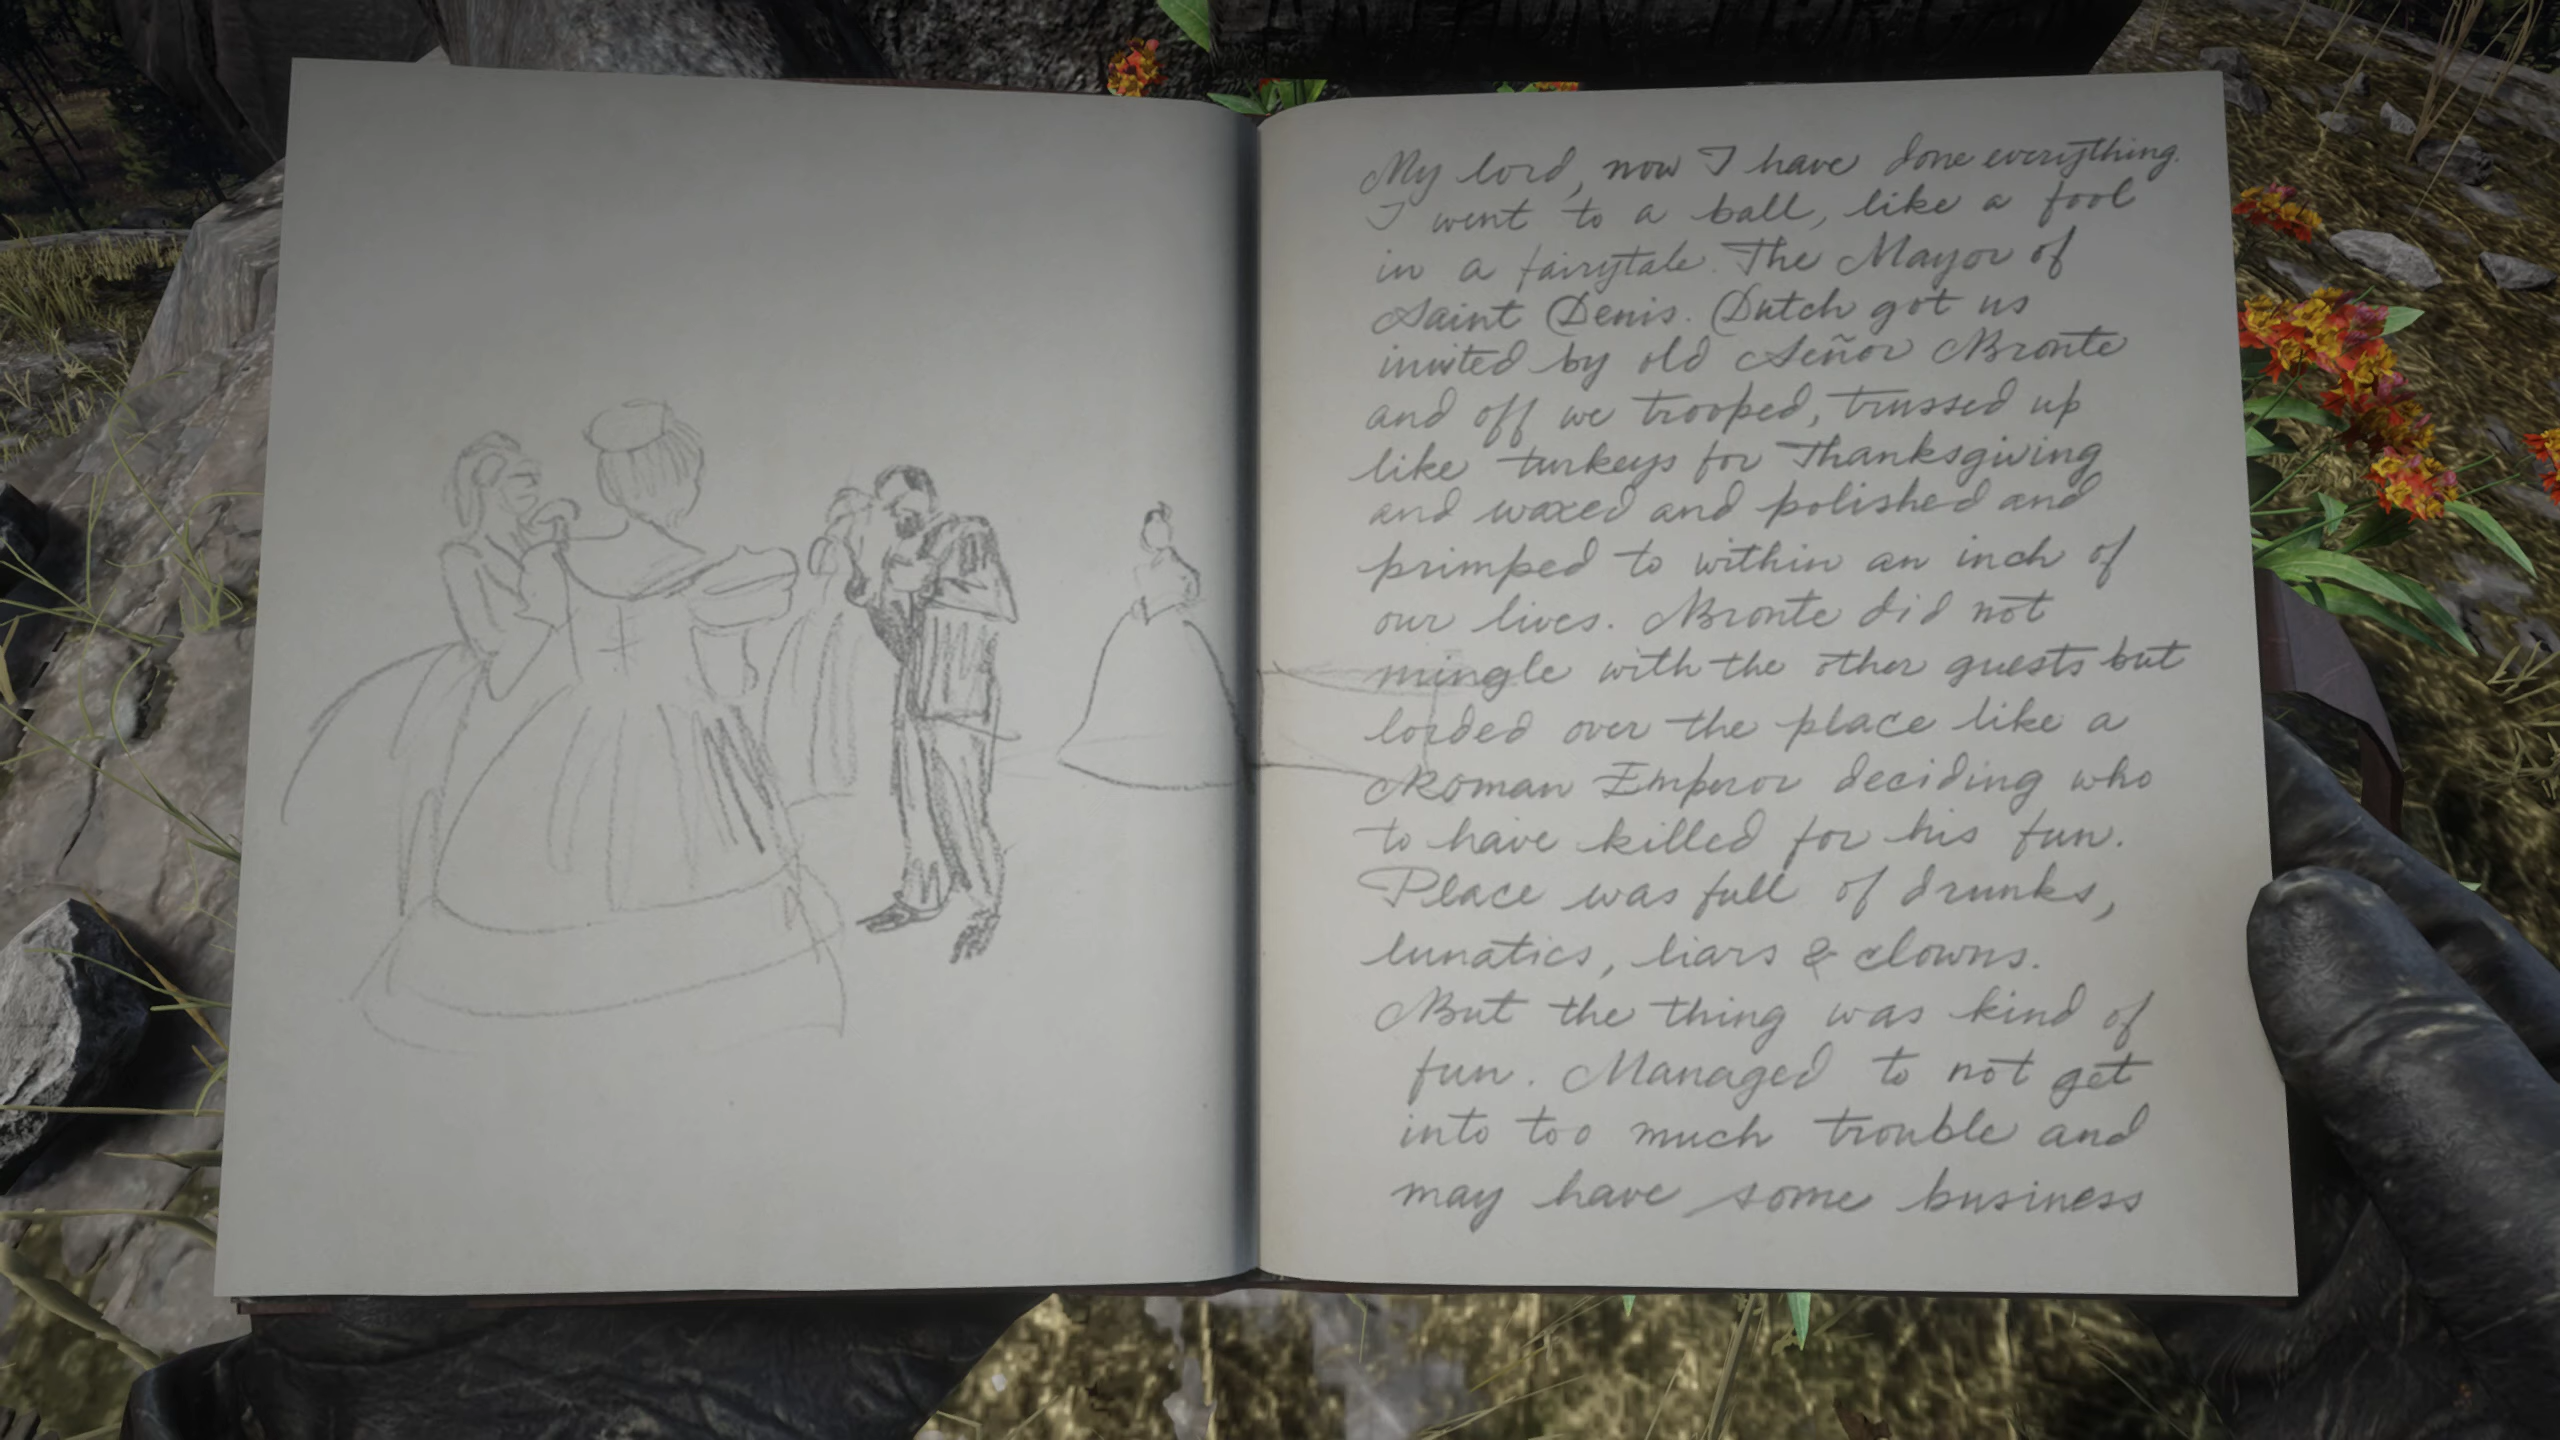 My lord, now I have done everything.
I went to a ball, like a fool
in a fairytale. The Mayor of
Saint Denis. Dutch got us
invited by old Señor Bronte
and off we trooped, trussed up
like turkeys for Thanksgiving
and waxed and polished and
primped to within an inch of
our lives. Bronte did not
mingle with the other guests but
lorded over the place like a
Roman Emperor deciding who
to have killed for his fun.
Place was full of drunks,
lunatics, liars & clowns.
But the thing was kind of
fun. Managed to not get
into too much trouble and
may have some business